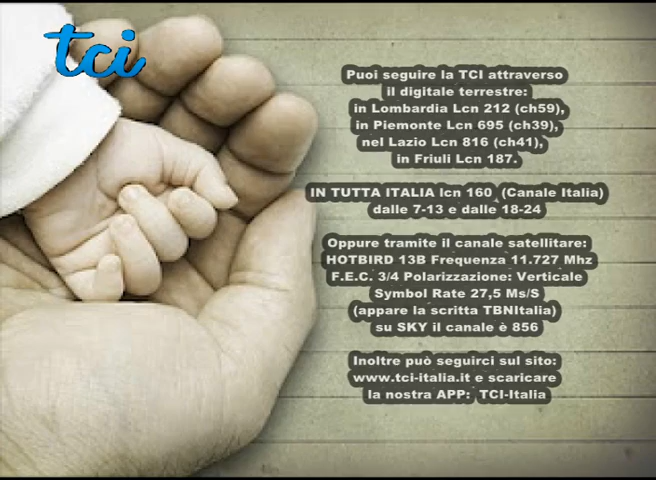 tci
Puoi seguire la TCI attraverso
il digitale terrestre:
in Lombardia Lcn 212 (ch59),
in Piemonte Lcn 695 (ch39),
nel Lazio Lcn 816 (ch41),
in Friuli Lcn 187.
IN TUTTA ITALIA lcn 160 (Canale Italia)
dalle 7-13 e dalle 18-24
Oppure tramite il canale satellitare:
HOTBIRD 13B Frequenza 11.727 Mhz
F.E.C. 3/4 Polarizzazione: Verticale
Symbol Rate 27,5 Ms/S
(appare la scritta TBNItalia)
su SKY il canale è 856
Inoltre può seguirci sul sito:
www.tci-italia.it e scaricare
la nostra APP: TCI-Italia